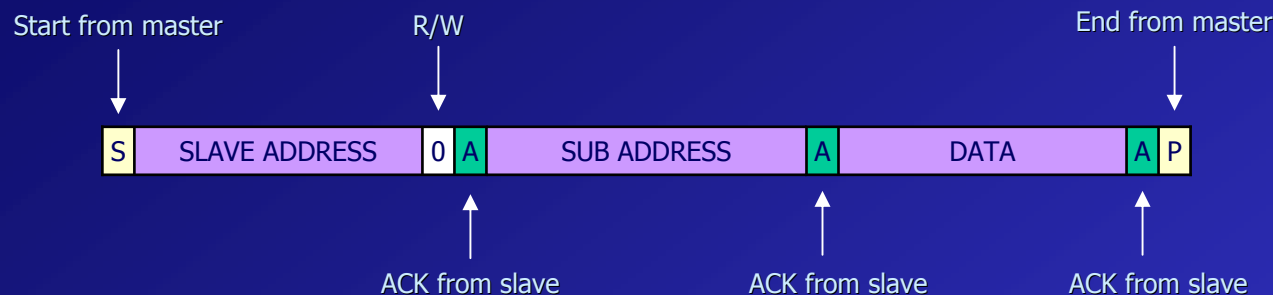 Start from master
R/W
End from master
S SLAVE ADDRESS 0 A SUB ADDRESS A DATA A P
ACK from slave
ACK from slave
ACK from slave